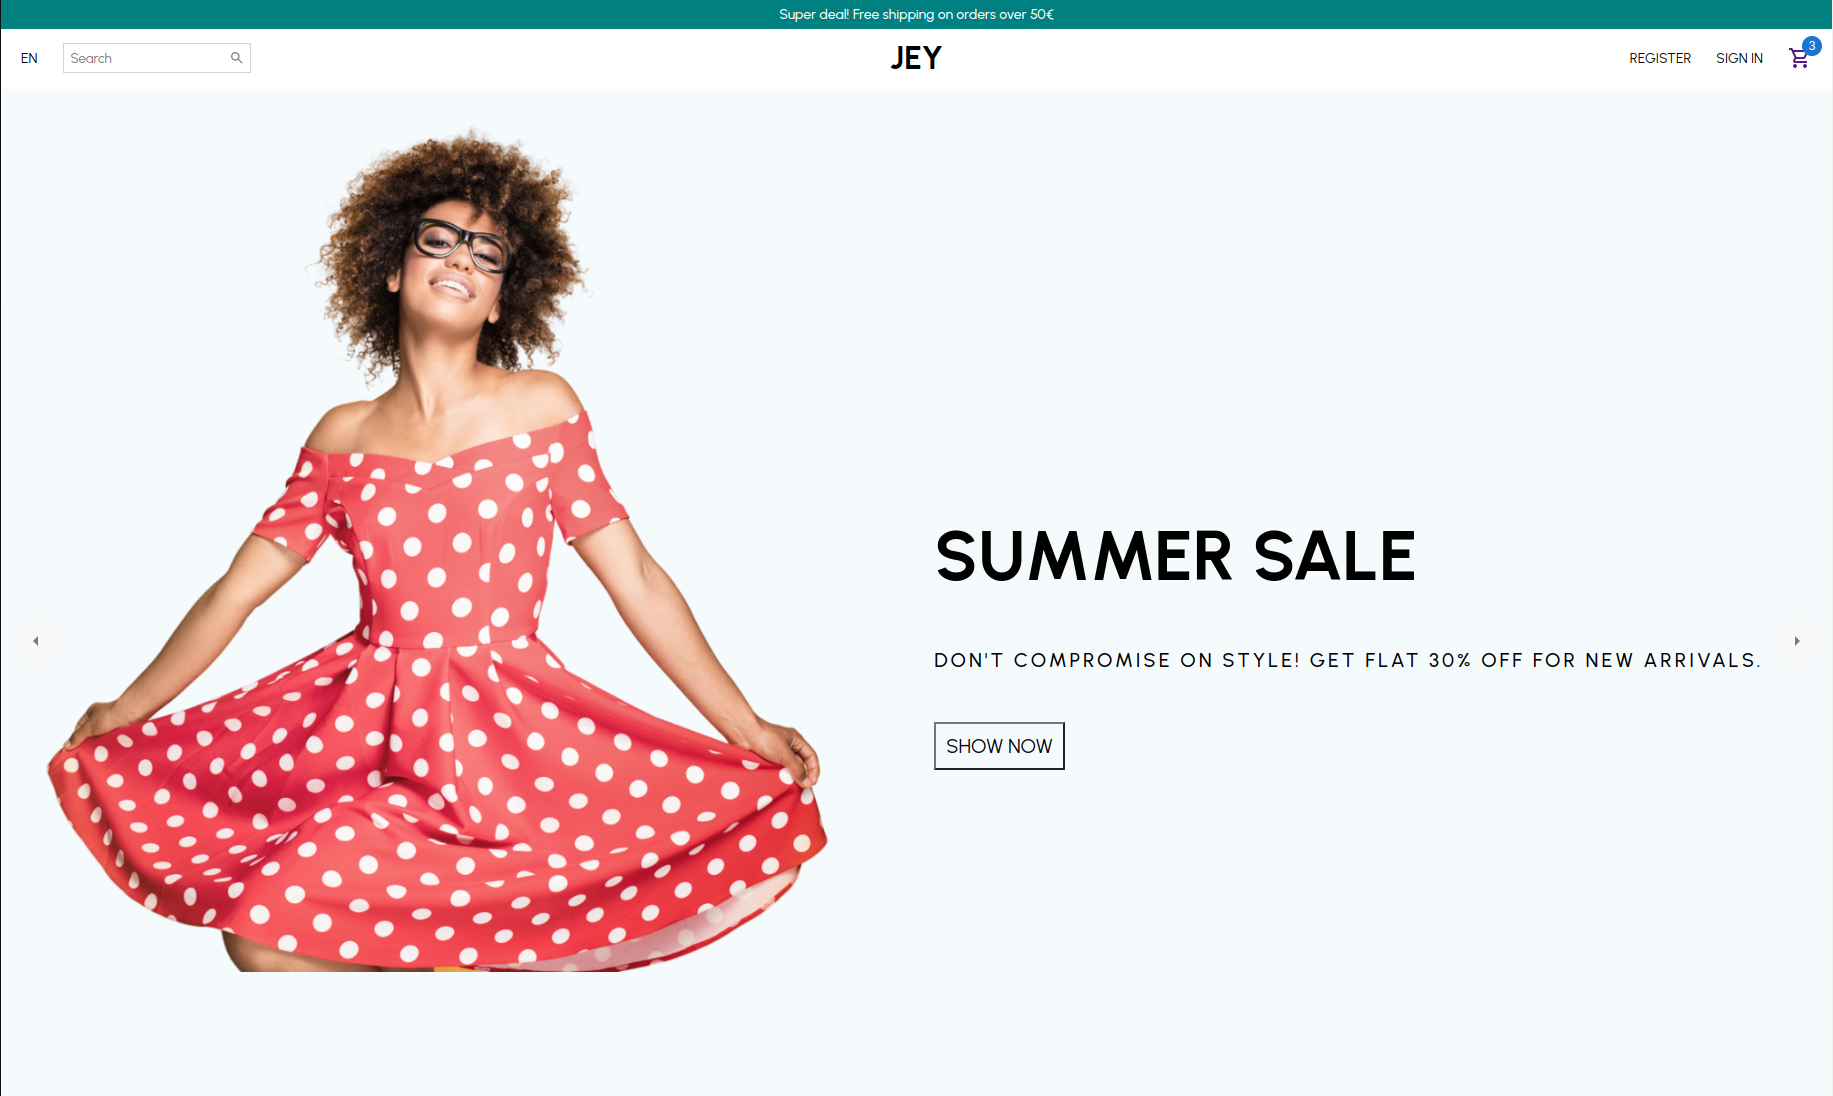 Super deal! Free shipping on orders over 50€
EN
Search
JEY
REGISTER
SIGN IN
3
SUMMER SALE
DON'T COMPROMISE ON STYLE! GET FLAT 30% OFF FOR NEW ARRIVALS.
SHOW NOW